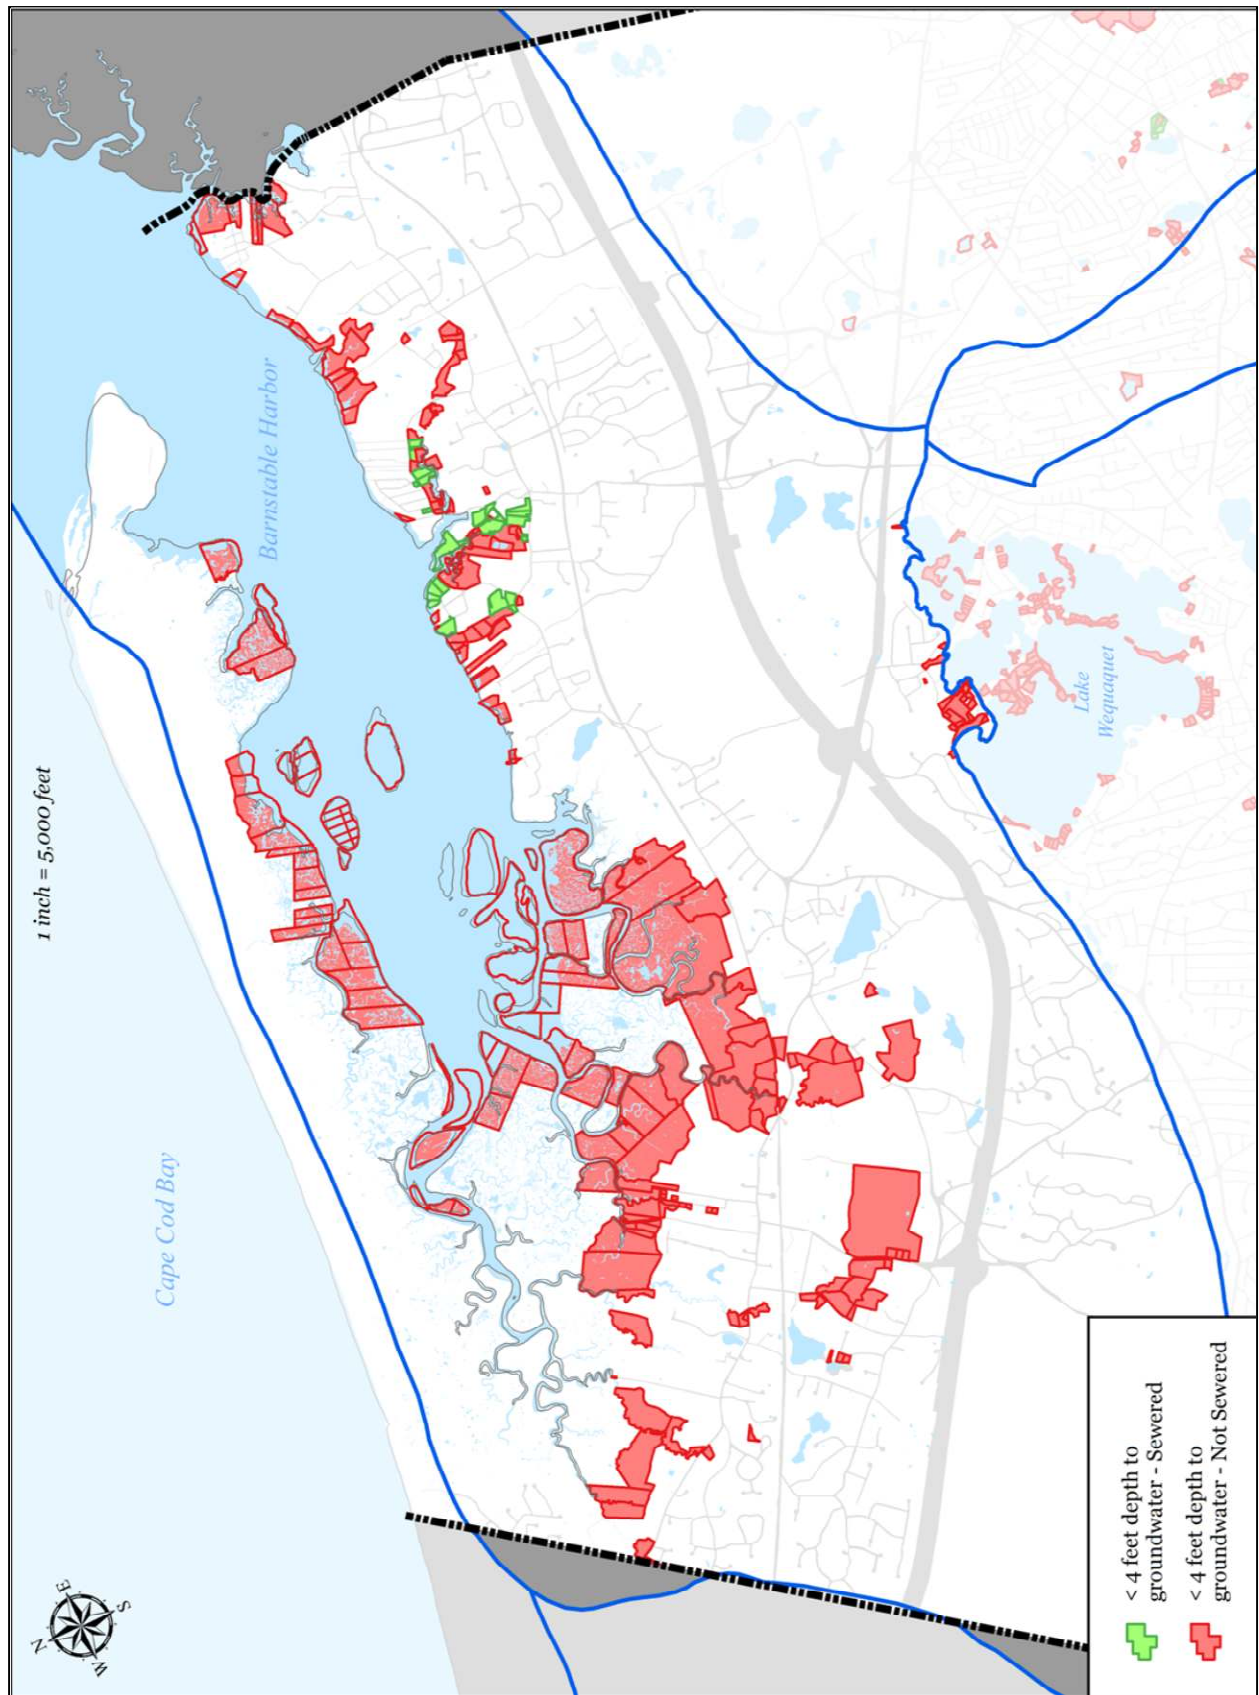 1 inch = 5,000 feet
Cape Cod Bay
Barnstable Harbor
Lake
Wequaquet
N
E
S
W
< 4 feet depth to
groundwater - Sewered
< 4 feet depth to
groundwater - Not Sewered